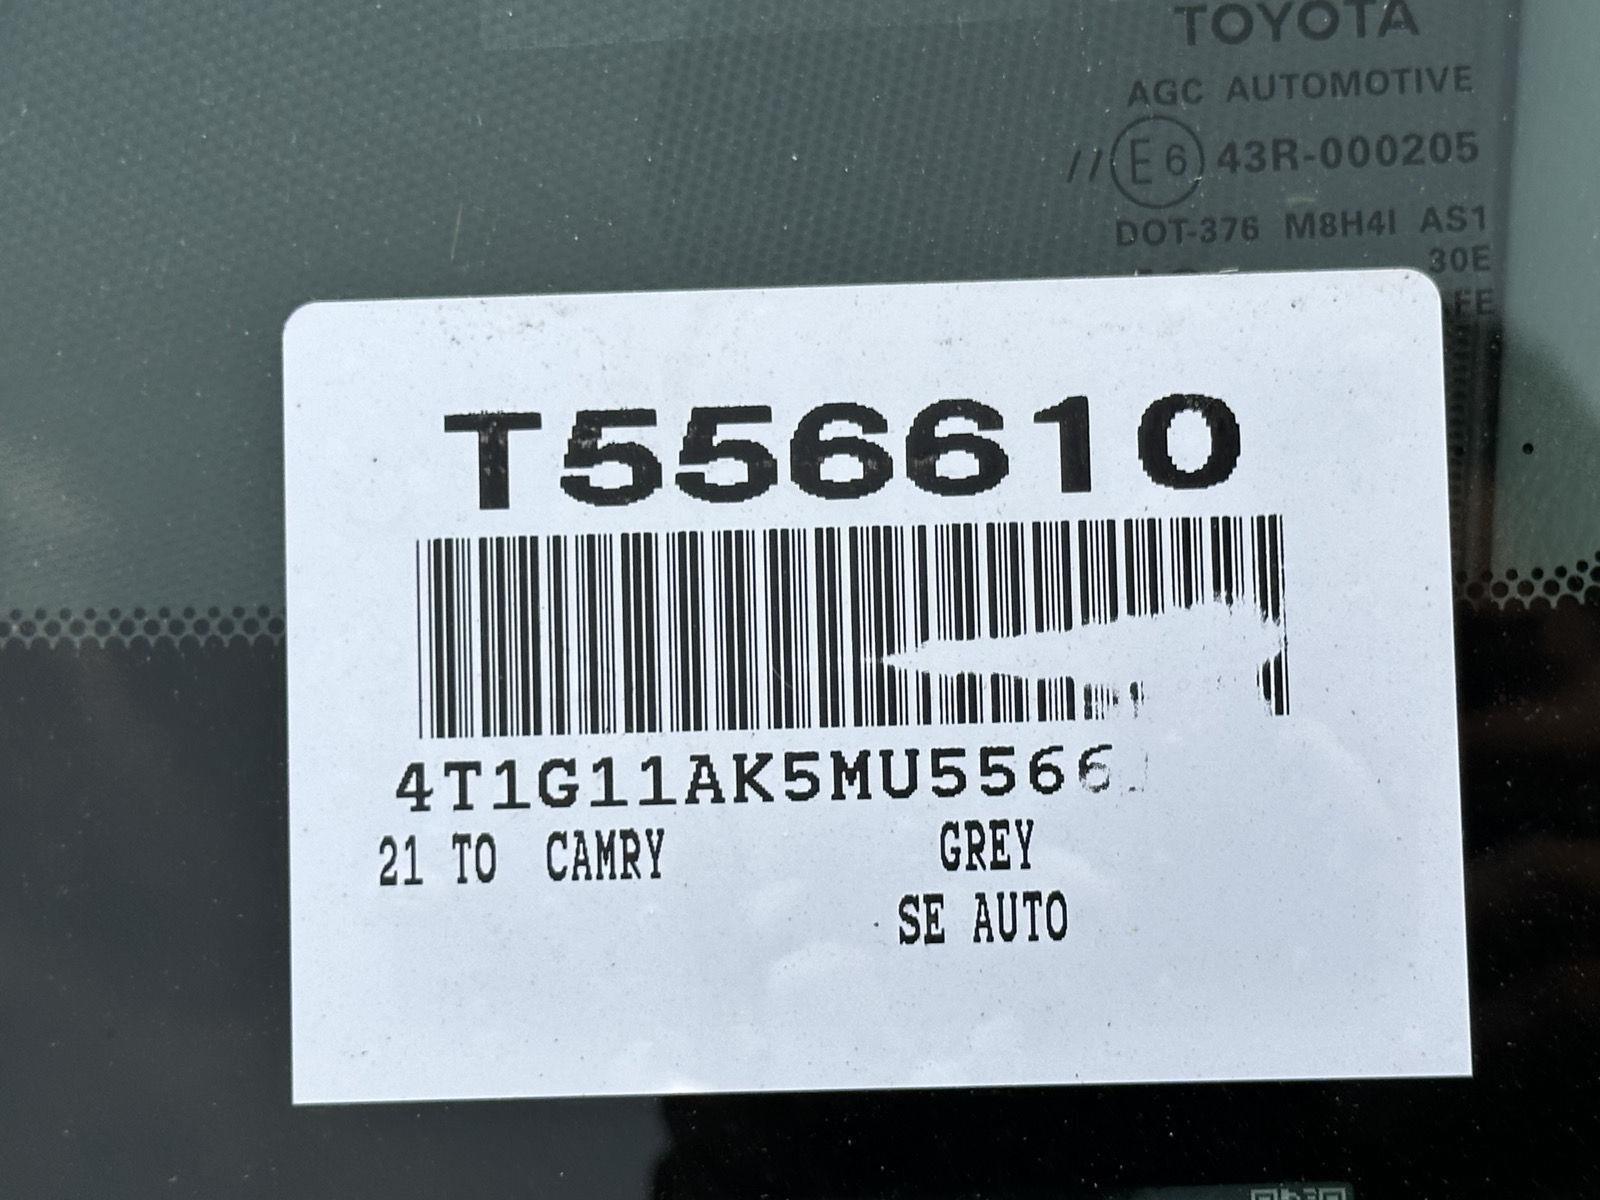 TOYOTA
AGC AUTOMOTIVE
// E6 43R-000205
DOT-376 M8H4I AS1
30E
FE
T556610
4T1G11AK5MU5566
21 TO CAMRY GREY
SE AUTO